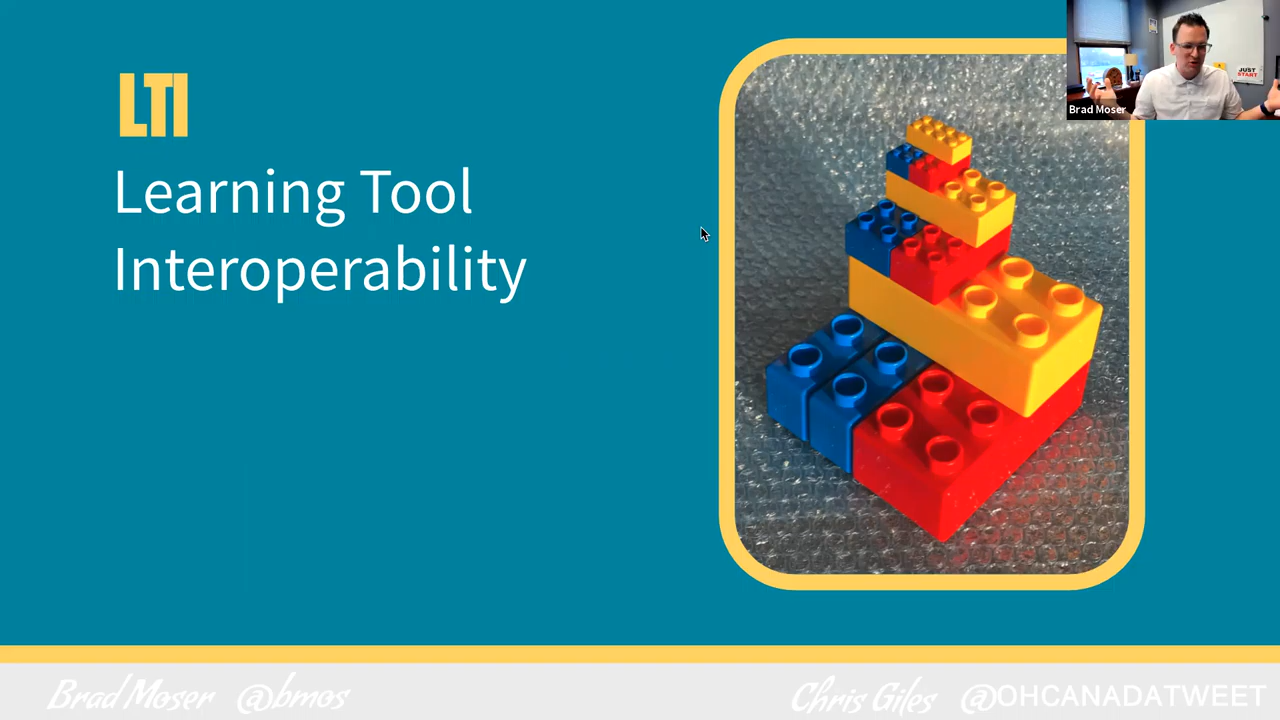 LTI
Learning Tool
Interoperability
Brad Moser
JUST
START
Brad Moser @bmos
Chris Giles @OHCANADATWEET